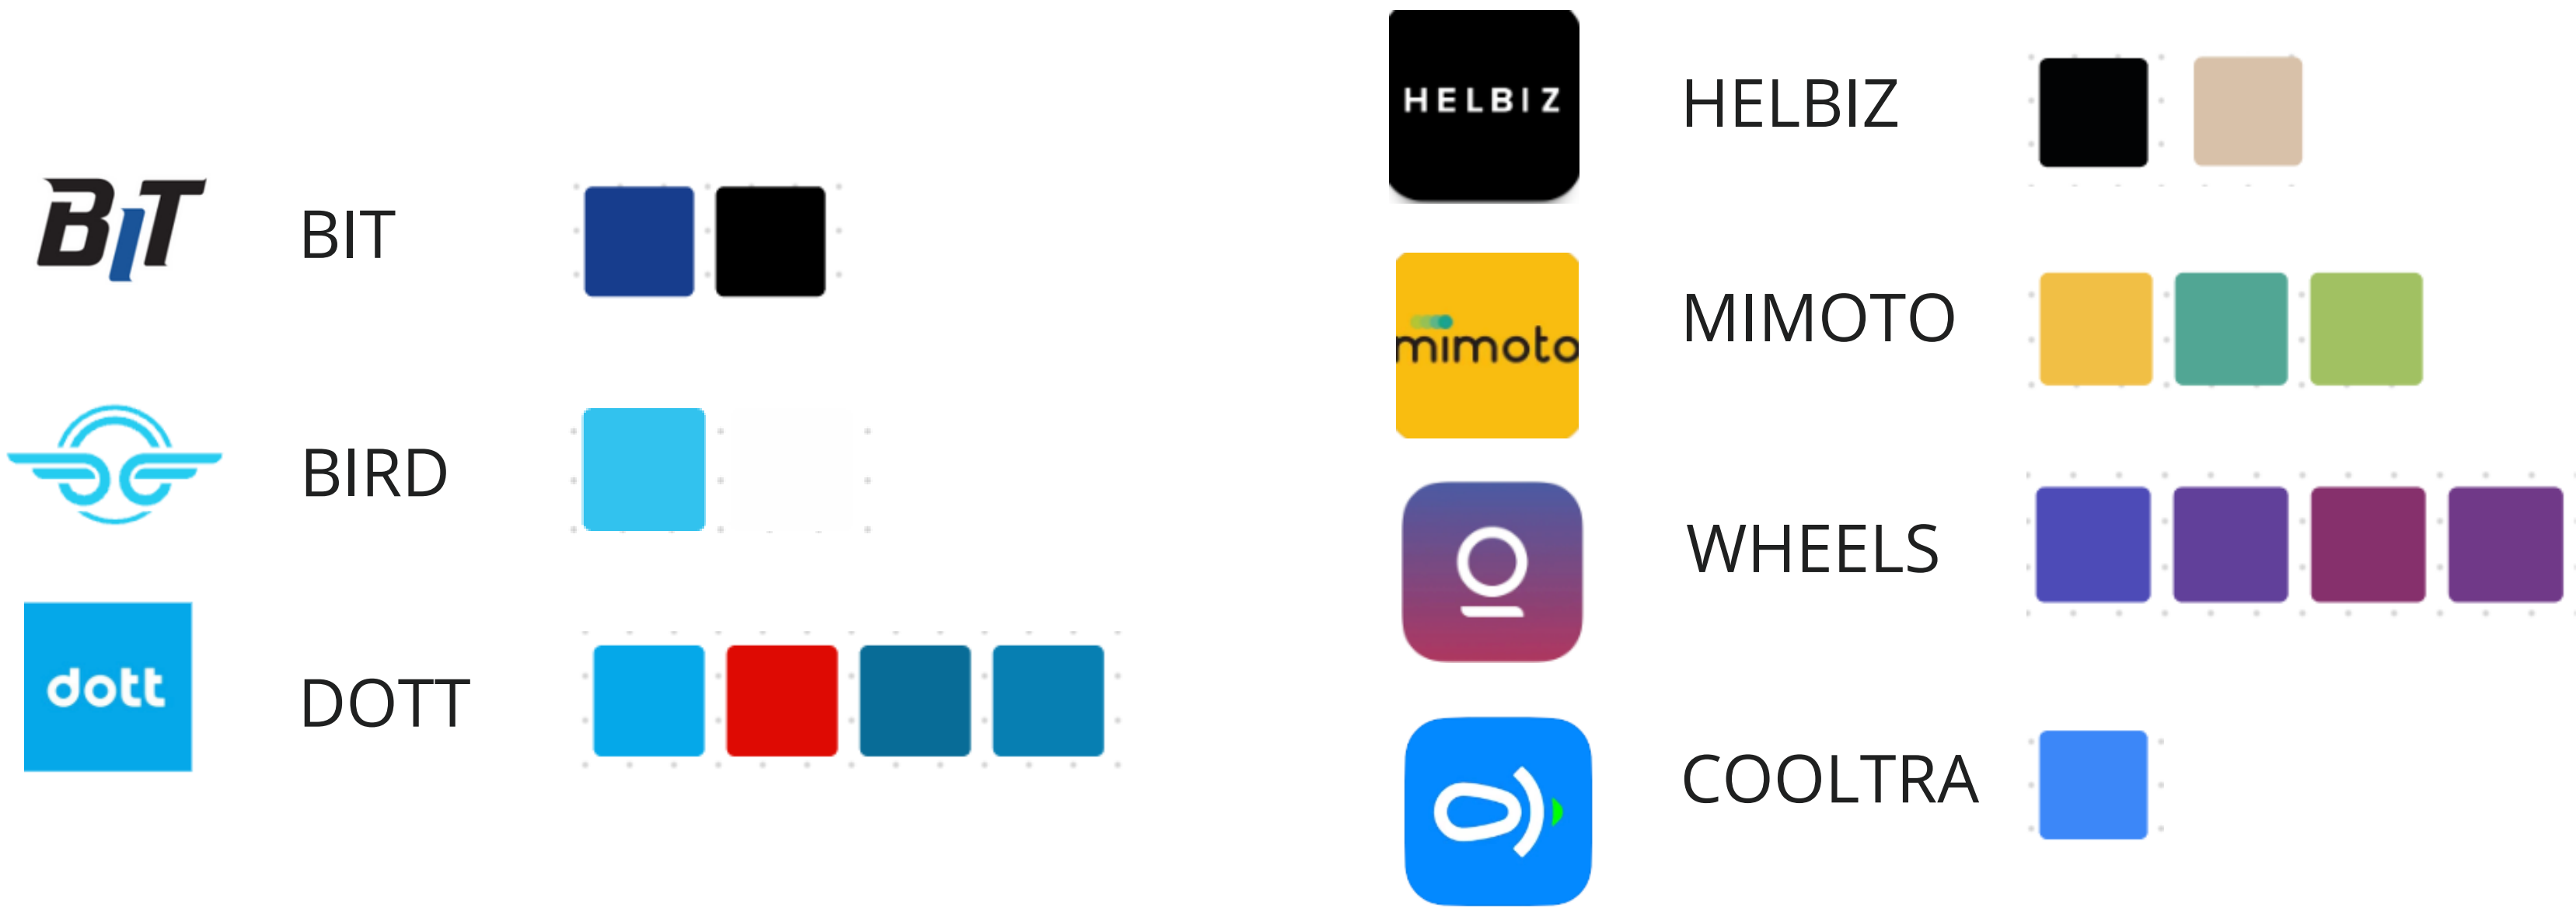 BIT
BIT
BIRD
dott
DOTT
HELBIZ
HELBIZ
mimoto
MIMOTO
WHEELS
COOLTRA